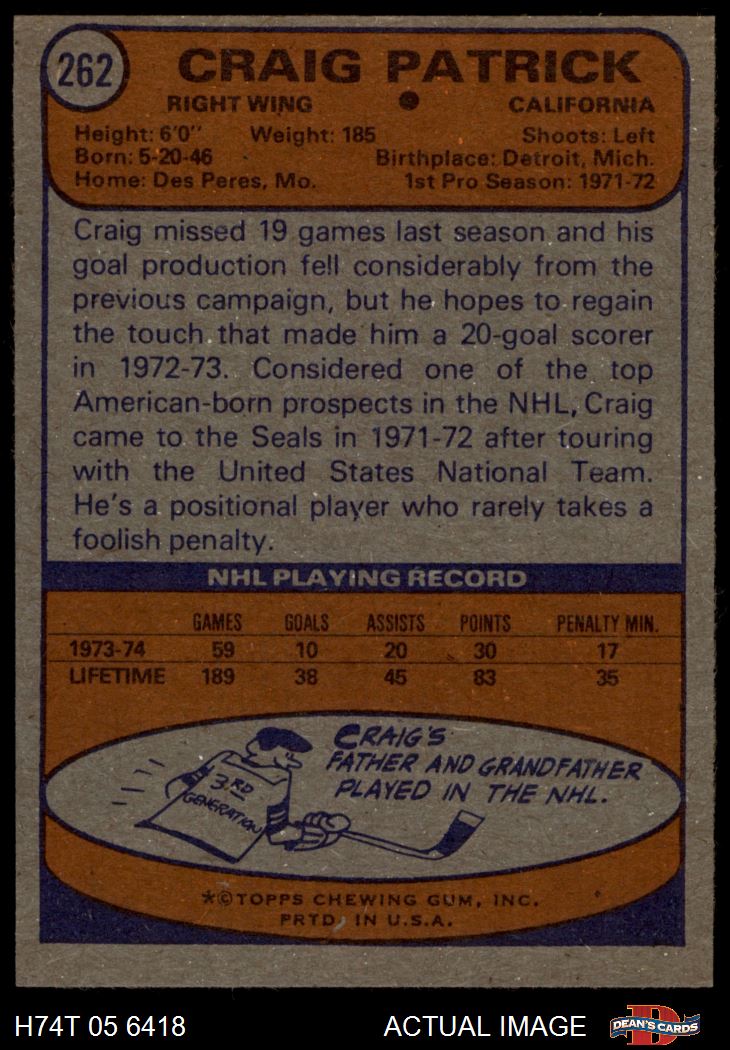 262
CRAIG PATRICK
RIGHT WING • CALIFORNIA
Height: 6'0" Weight: 185 Shoots: Left
Born: 5-20-46 Birthplace: Detroit, Mich.
Home: Des Peres, Mo. 1st Pro Season: 1971-72
Craig missed 19 games last season and his
goal production fell considerably from the
previous campaign, but he hopes to regain
the touch that made him a 20-goal scorer
in 1972-73. Considered one of the top
American-born prospects in the NHL, Craig
came to the Seals in 1971-72 after touring
with the United States National Team.
He's a positional player who rarely takes a
foolish penalty.
NHL PLAYING RECORD
GAMES GOALS ASSISTS POINTS PENALTY MIN.
1973-74 59 10 20 30 17
LIFETIME 189 38 45 83 35
CRAIG'S
FATHER AND GRANDFATHER
PLAYED IN THE NHL.
3RD
GENERATION
*©TOPPS CHEWING GUM, INC.
PRTD. IN U.S.A.
H74T 05 6418 ACTUAL IMAGE
D
DEAN'S CARDS